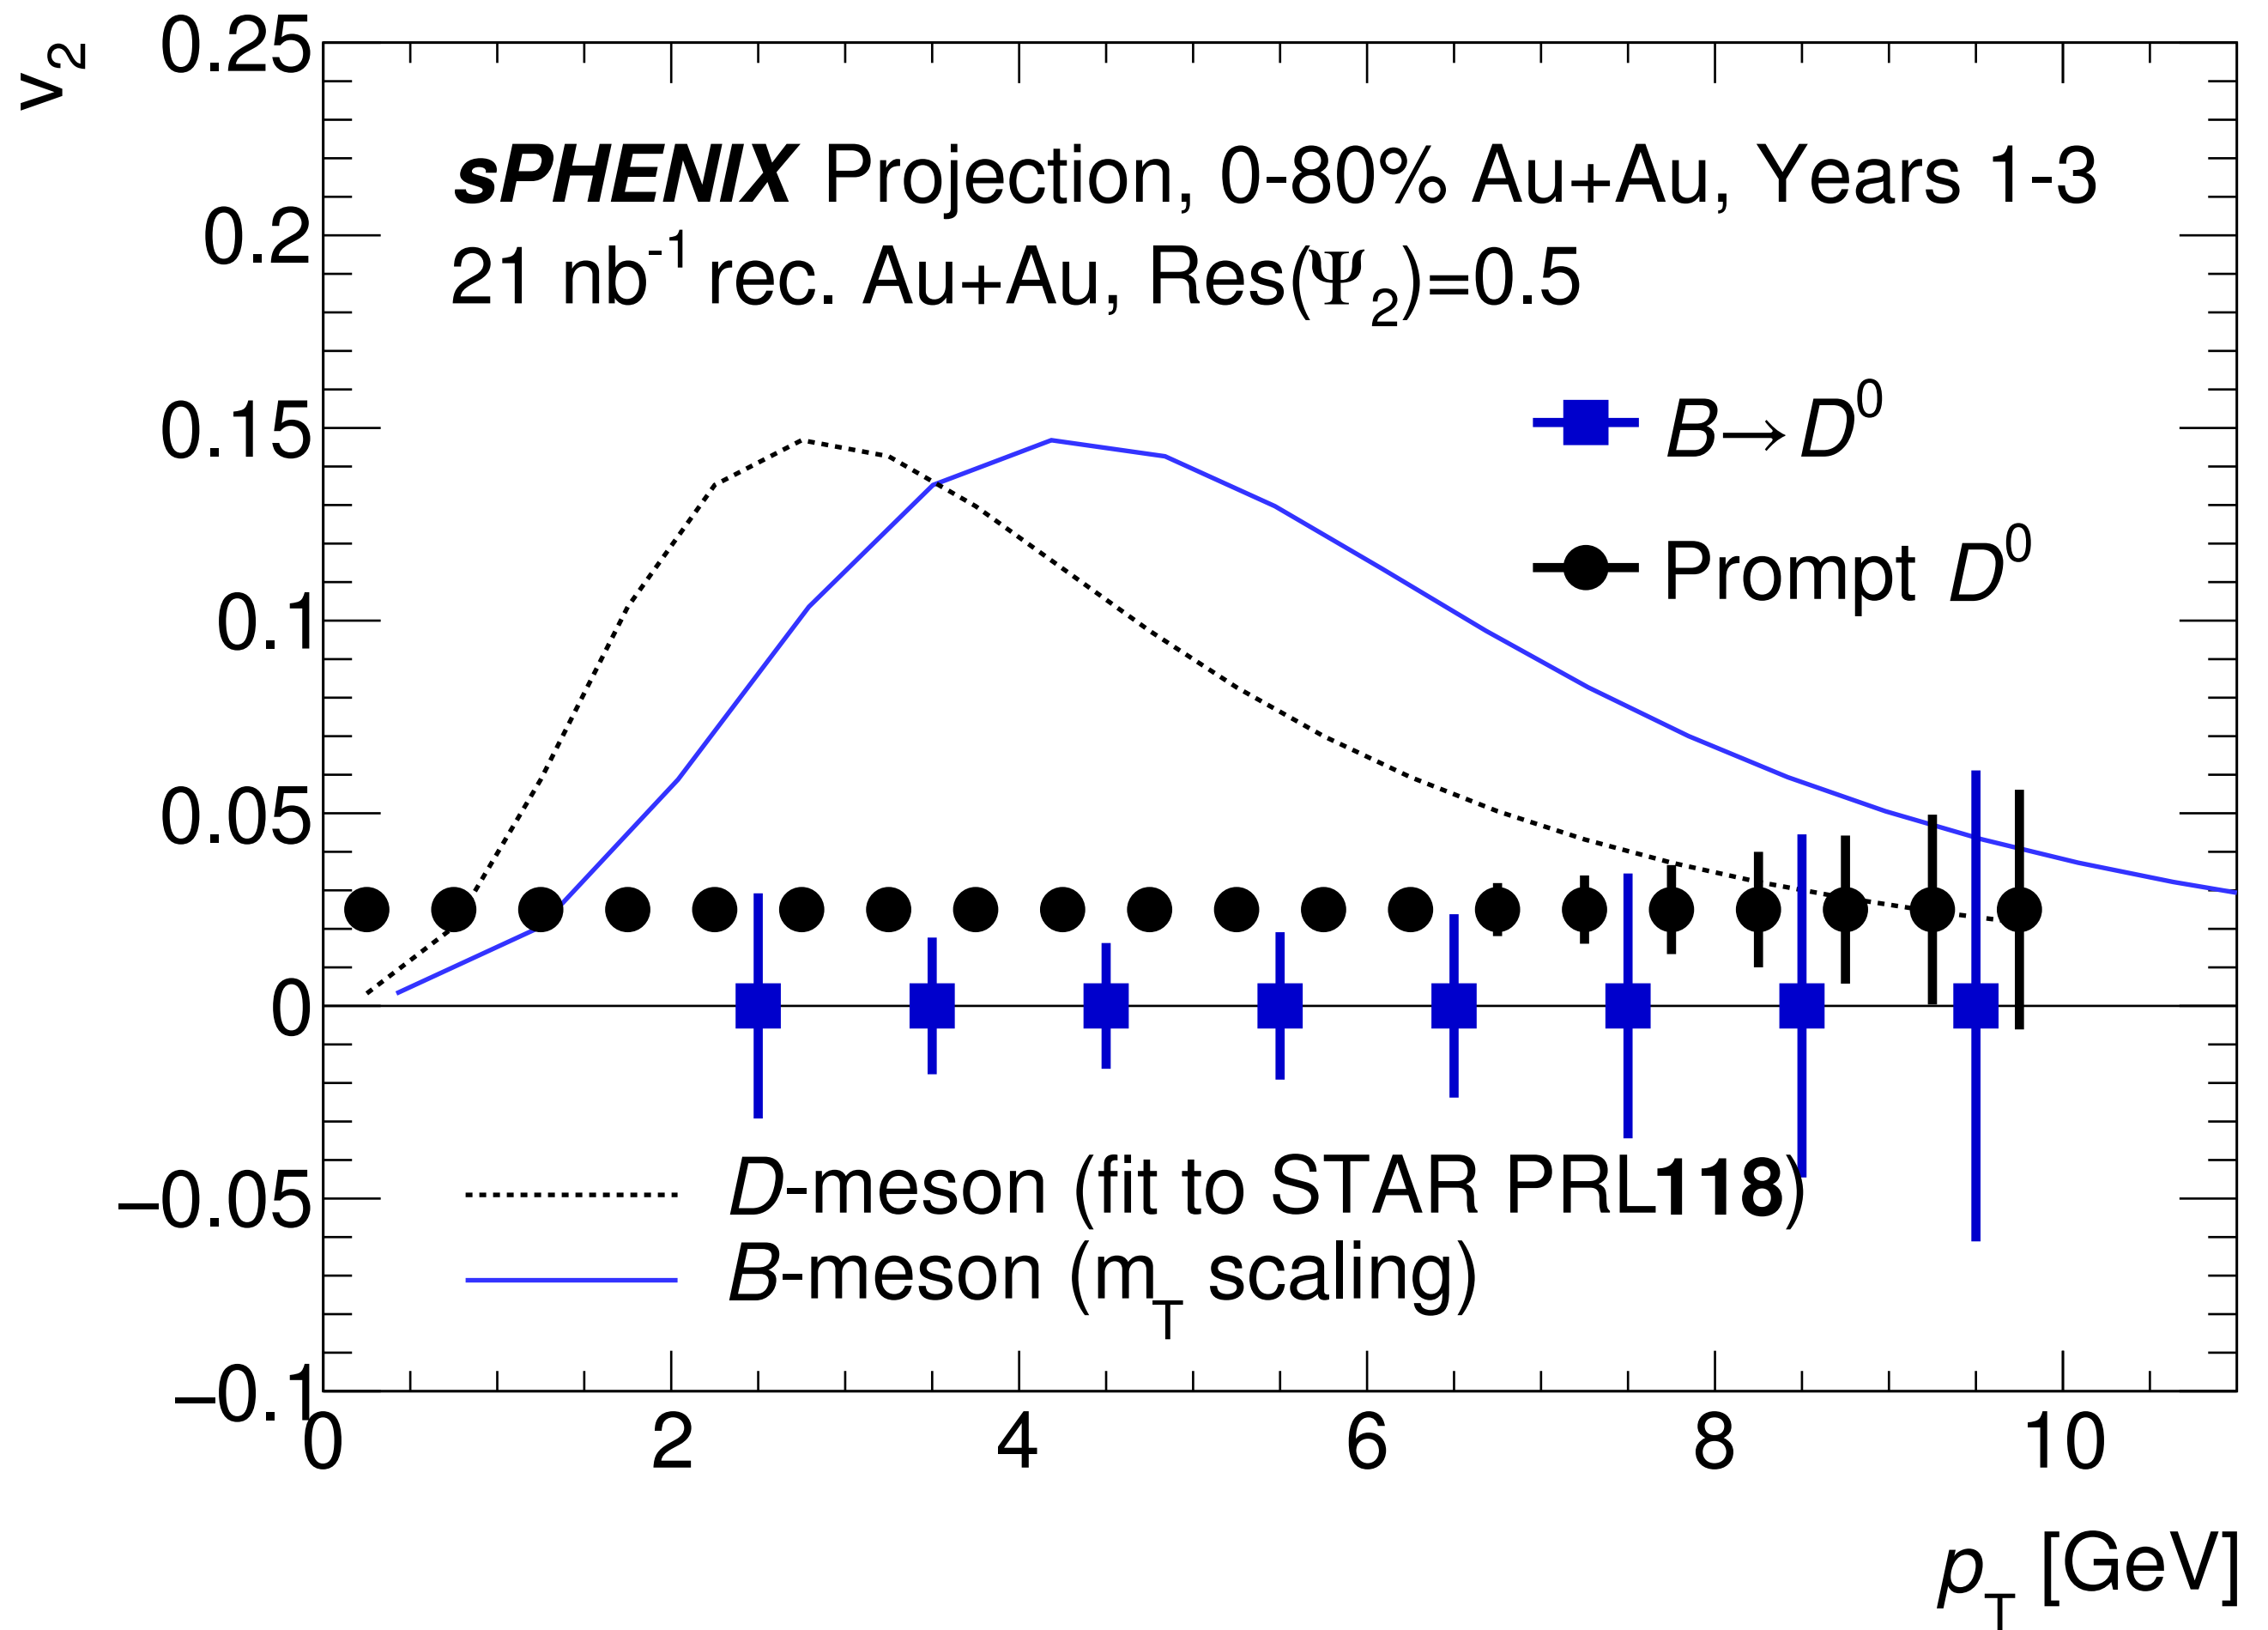 v2
0.25
0.2
0.15
0.1
0.05
0
−0.05
−0.1
sPHENIX Projection, 0-80% Au+Au, Years 1-3
21 nb-1 rec. Au+Au, Res(Ψ2)=0.5
B→D0
Prompt D0
D-meson (fit to STAR PRL118)
B-meson (mT scaling)
0 2 4 6 8 10
pT [GeV]